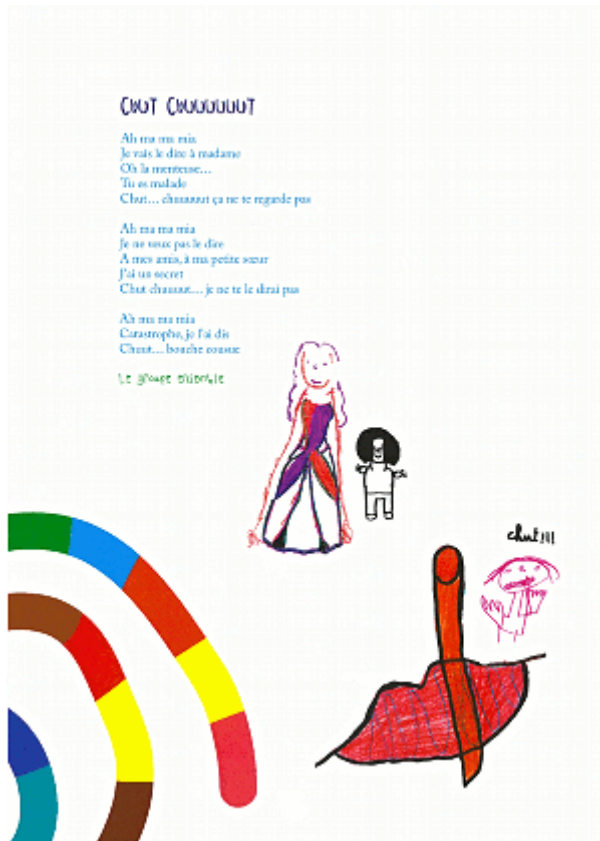 Chut Chuuuuuut
Ah ma ma mia
Je vais le dire à madame
Oh la menteuse…
Tu es malade
Chut… chuuuuut ça ne te regarde pas
Ah ma ma mia
Je ne veux pas le dire
A mes amis, à ma petite sœur
J'ai un secret
Chut chuuuut… je ne te le dirai pas
Ah ma ma mia
Catastrophe, je l'ai dis
Chuut… bouche cousue
Le groupe ensemble
chut!!!